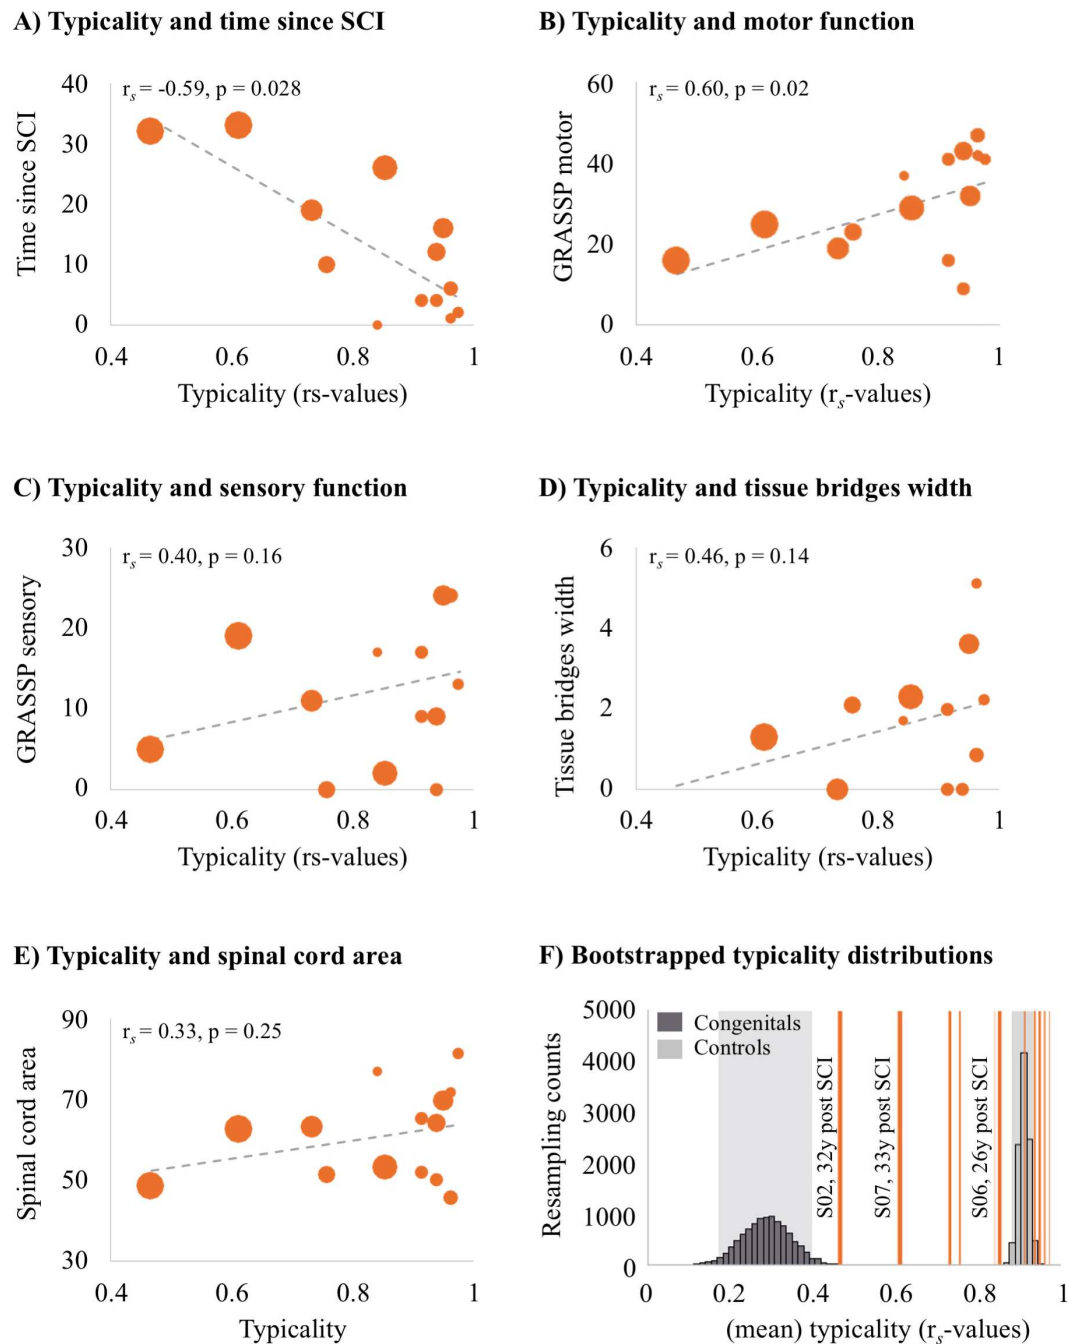 A) Typicality and time since SCI
rs = -0.59, p = 0.028
Time since SCI
40
30
20
10
0
0.4 0.6 0.8 1
Typicality (rs-values)
B) Typicality and motor function
rs = 0.60, p = 0.02
GRASSP motor
60
40
20
0
0.4 0.6 0.8 1
Typicality (rs-values)
C) Typicality and sensory function
rs = 0.40, p = 0.16
GRASSP sensory
30
20
10
0
0.4 0.6 0.8 1
Typicality (rs-values)
D) Typicality and tissue bridges width
rs = 0.46, p = 0.14
Tissue bridges width
6
4
2
0
0.4 0.6 0.8 1
Typicality (rs-values)
E) Typicality and spinal cord area
rs = 0.33, p = 0.25
Spinal cord area
90
70
50
30
0.4 0.6 0.8 1
Typicality
F) Bootstrapped typicality distributions
Resampling counts
5000
4000
3000
2000
1000
0
Congenitals
Controls
S02, 32y post SCI
S07, 33y post SCI
S06, 26y post SCI
0 0.2 0.4 0.6 0.8 1
(mean) typicality (rs-values)